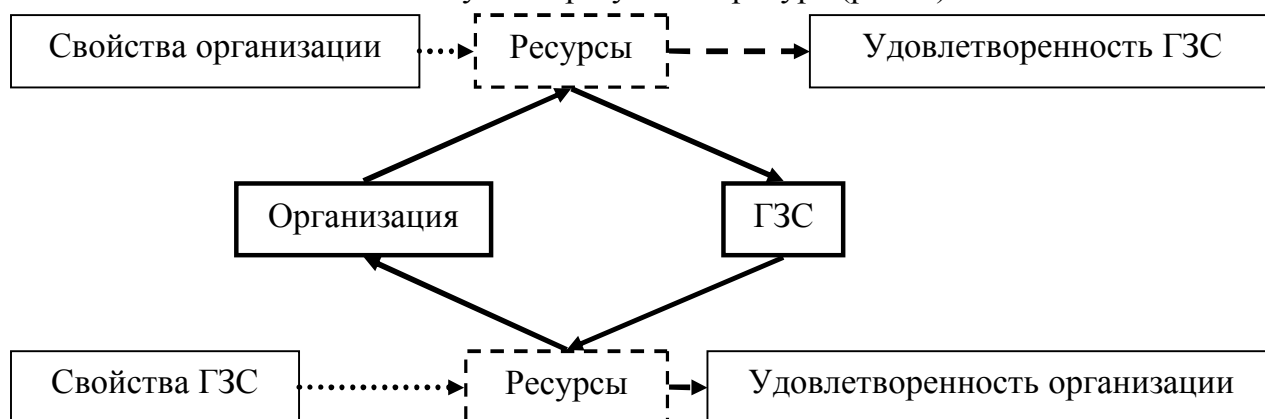 Свойства организации Ресурсы Удовлетворенность ГЗС
Организация ГЗС
Свойства ГЗС Ресурсы Удовлетворенность организации